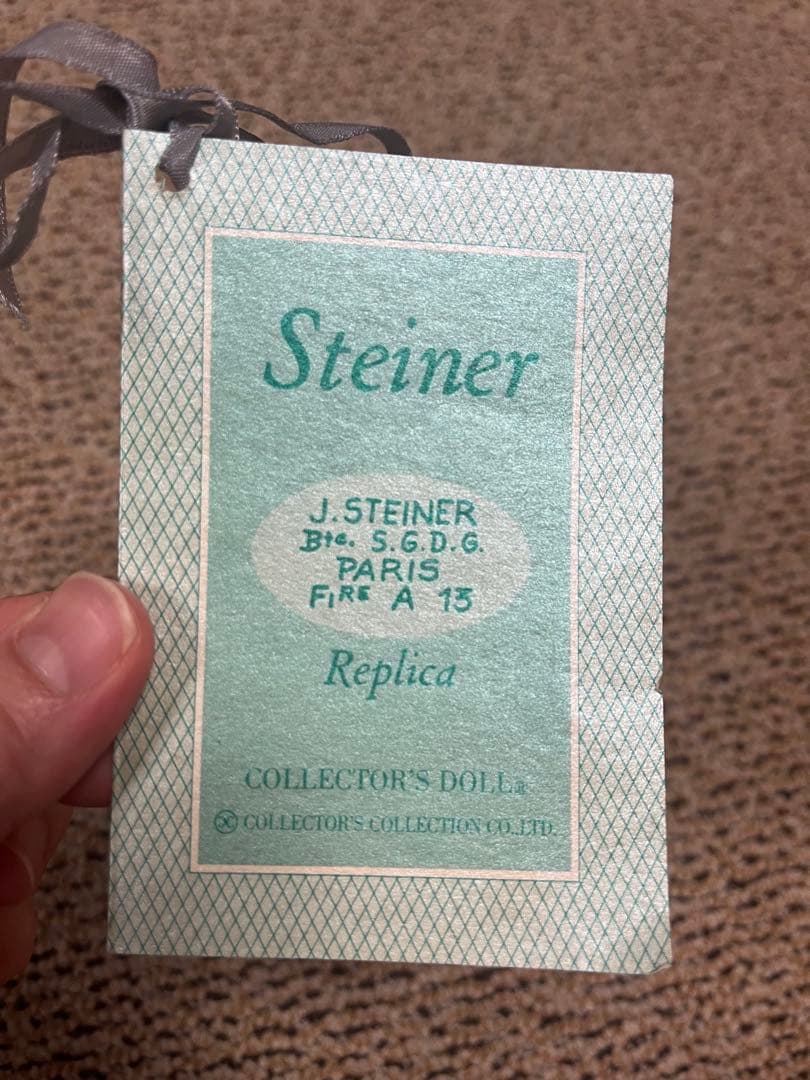 Steiner
J. STEINER
Bte. S.G.D.G.
PARIS
FIRE A 13
Replica
COLLECTOR'S DOLL®
COLLECTOR'S COLLECTION CO.,LTD.